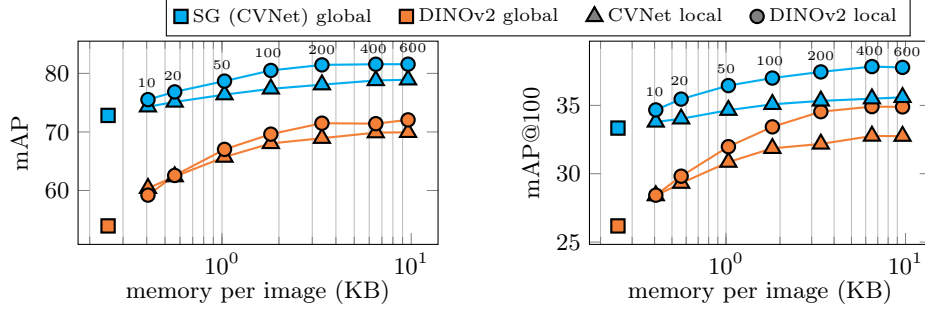 SG (CVNet) global DINOv2 global CVNet local DINOv2 local
80
70
60
mAP
10 20 50 100 200 400 600
10^0 10^1
memory per image (KB)
35
30
25
mAP@100
10 20 50 100 200 400 600
10^0 10^1
memory per image (KB)